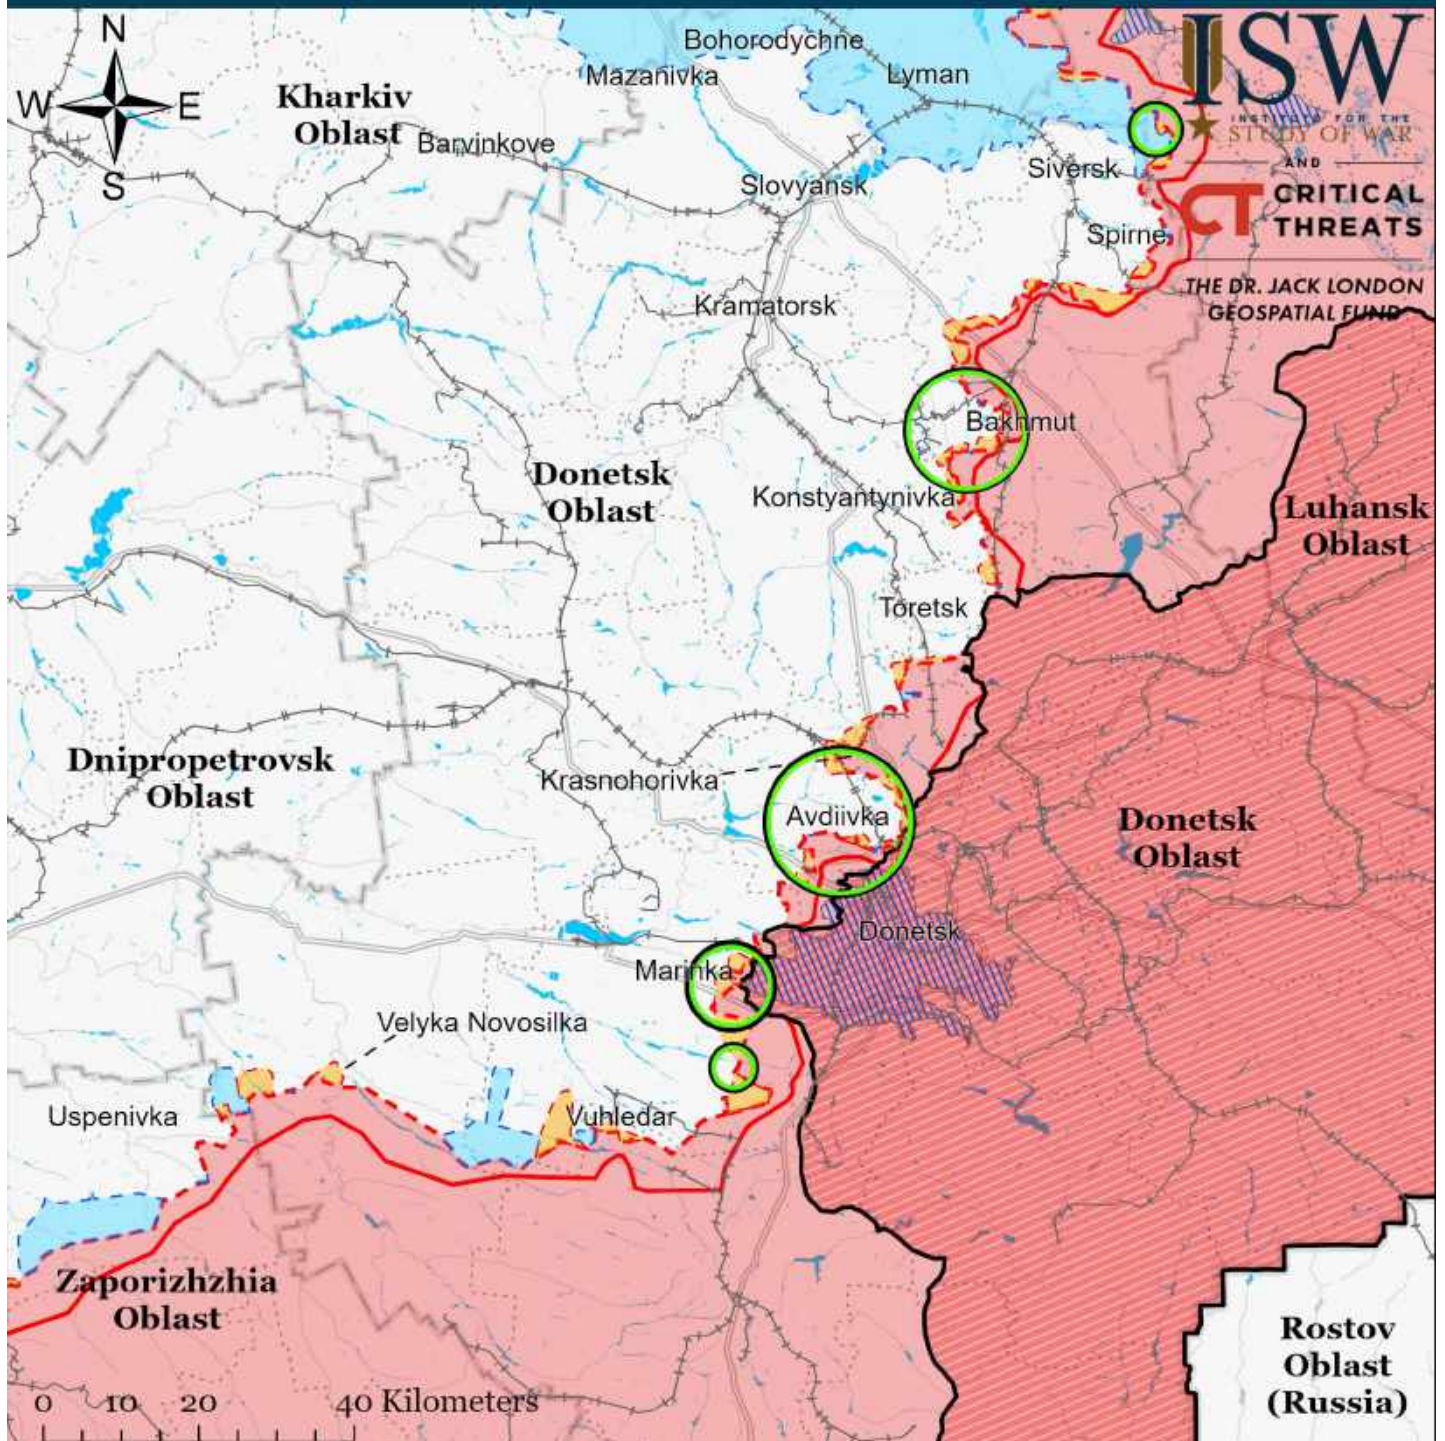 N
W E
S
Kharkiv
Oblast
Barvinkove
Bohorodychne
Mazanivka
Lyman
Slovyansk
Siversk
Spirne
Kramatorsk
ISW
INSTITUTE FOR THE
STUDY OF WAR
AND
CT CRITICAL
THREATS
THE DR. JACK LONDON
GEOSPATIAL FUND
Bakhmut
Donetsk
Oblast
Konstyantynivka
Luhansk
Oblast
Toretsk
Dnipropetrovsk
Oblast
Krasnohorivka
Avdiivka
Donetsk
Oblast
Donetsk
Marinka
Velyka Novosilka
Uspenivka
Vuhledar
Zaporizhzhia
Oblast
Rostov
Oblast
(Russia)
0 10 20 40 Kilometers